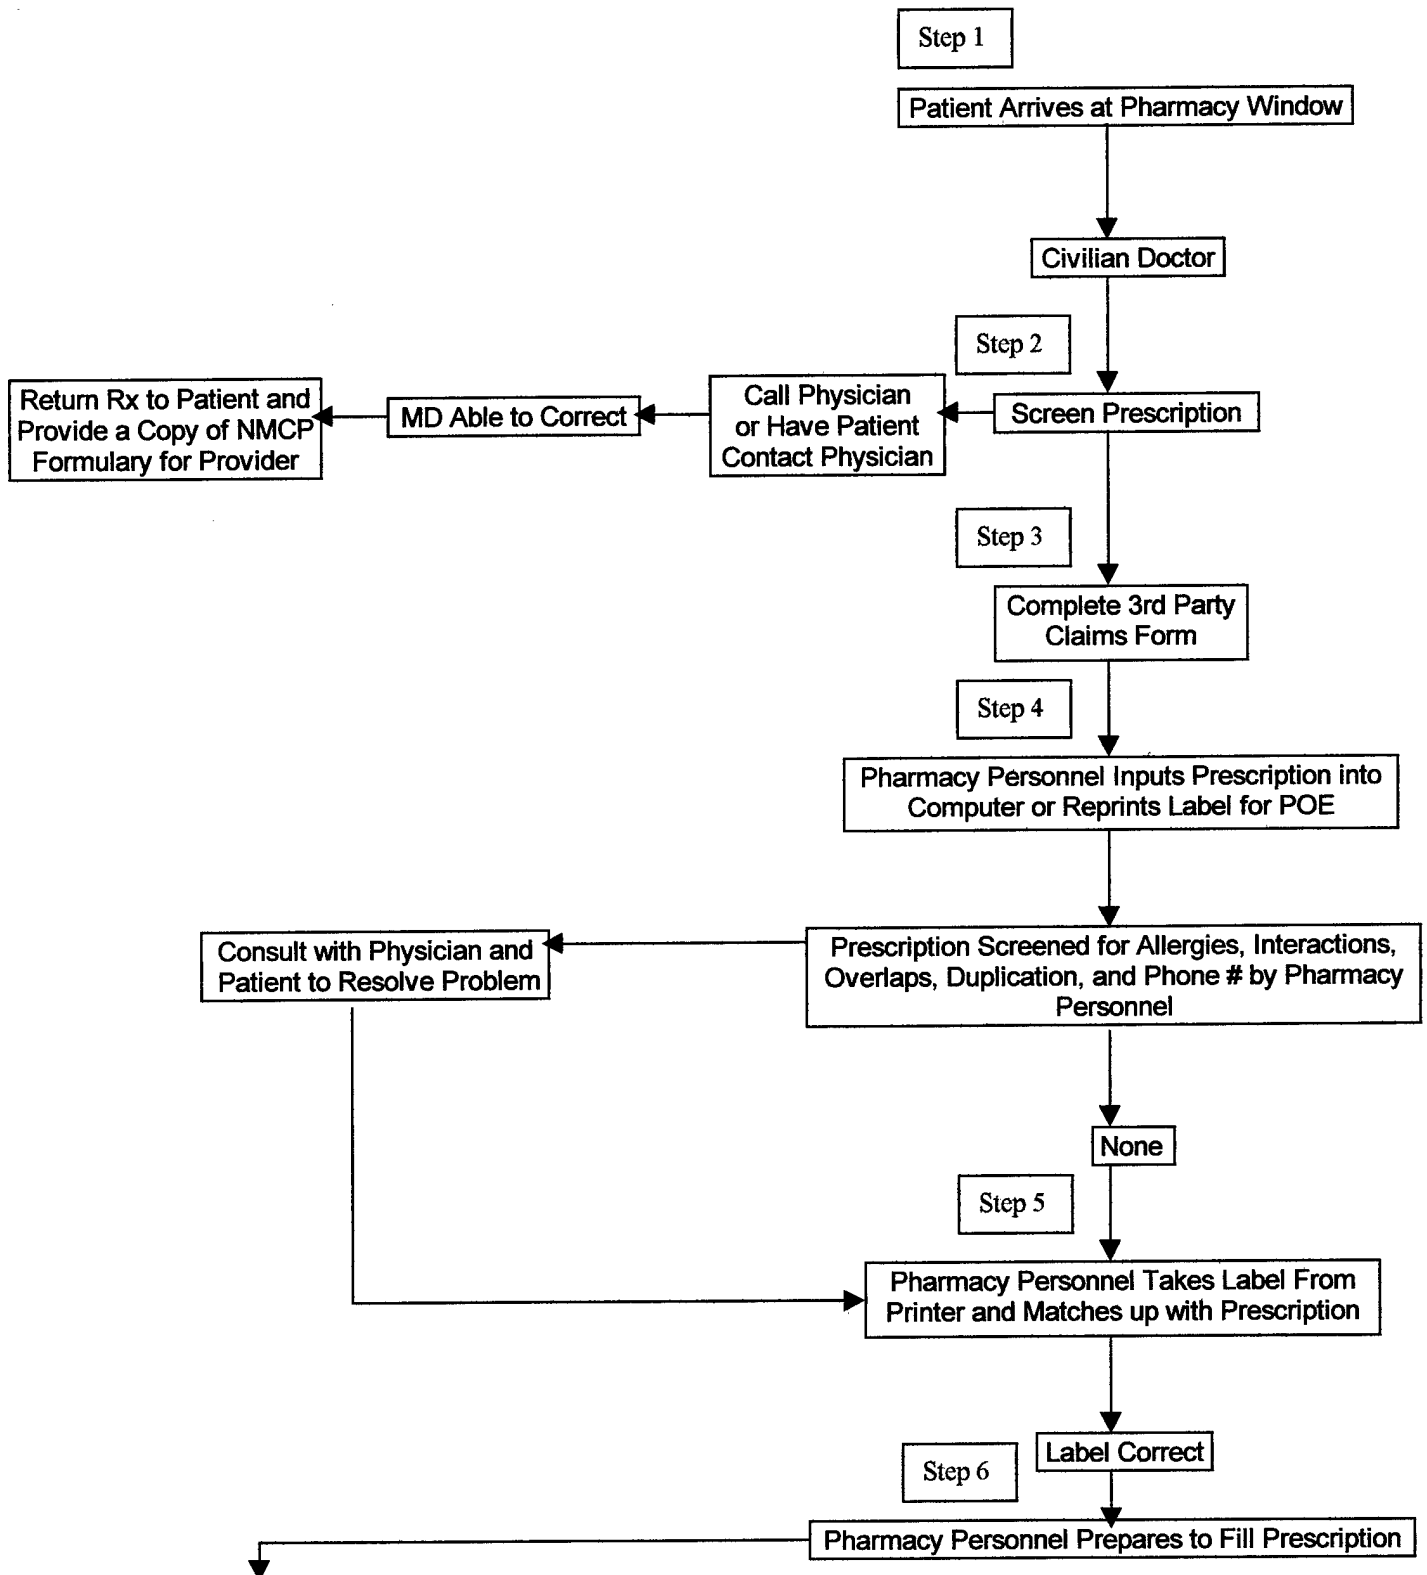 Step 1
Patient Arrives at Pharmacy Window
Civilian Doctor
Step 2
Return Rx to Patient and
Provide a Copy of NMCP
Formulary for Provider
MD Able to Correct
Call Physician
or Have Patient
Contact Physician
Screen Prescription
Step 3
Complete 3rd Party
Claims Form
Step 4
Pharmacy Personnel Inputs Prescription into
Computer or Reprints Label for POE
Consult with Physician and
Patient to Resolve Problem
Prescription Screened for Allergies, Interactions,
Overlaps, Duplication, and Phone # by Pharmacy
Personnel
None
Step 5
Pharmacy Personnel Takes Label From
Printer and Matches up with Prescription
Label Correct
Step 6
Pharmacy Personnel Prepares to Fill Prescription